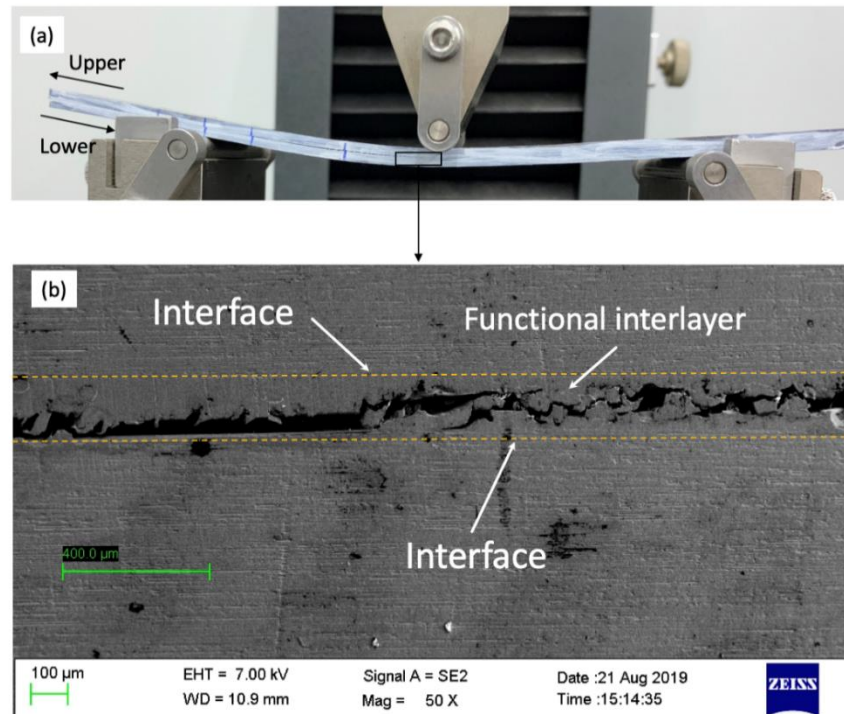 (a)
Upper
Lower
(b)
Interface
Functional interlayer
Interface
400.0 µm
100 µm
EHT = 7.00 kV
Signal A = SE2
Date :21 Aug 2019
WD = 10.9 mm
Mag = 50 X
Time :15:14:35
ZEISS